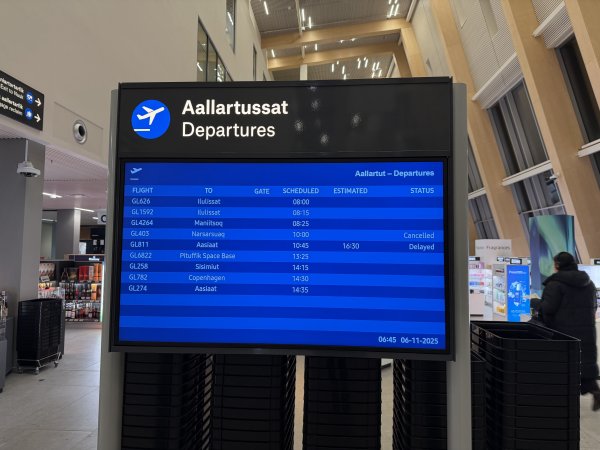 Aallartussat
Departures
Aallartut – Departures
FLIGHT TO GATE SCHEDULED ESTIMATED STATUS
GL626 Ilulissat 08:00
GL1592 Ilulissat 08:15
GL4264 Maniitsoq 08:25
GL403 Narsarsuaq 10:00 Cancelled
GL811 Aasiaat 10:45 16:30 Delayed
GL6822 Pituffik Space Base 13:25
GL258 Sisimiut 14:15
GL782 Copenhagen 14:30
GL274 Aasiaat 14:35
06:45 06-11-2025
Fragrances